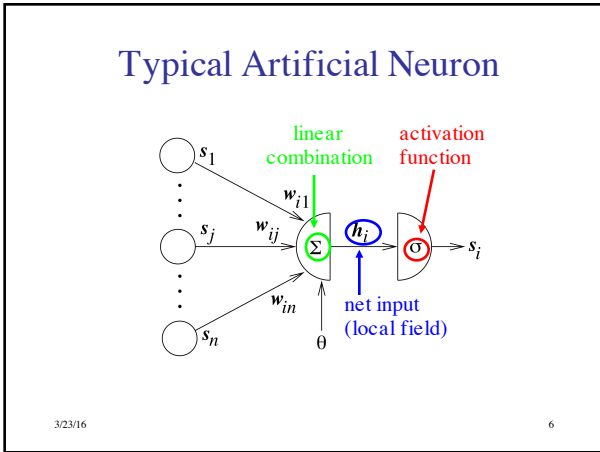 Typical Artificial Neuron
linear
combination
activation
function
s1
wi1
sj
wij
Σ
hi
σ
si
win
net input
(local field)
sn
θ
3/23/16
6